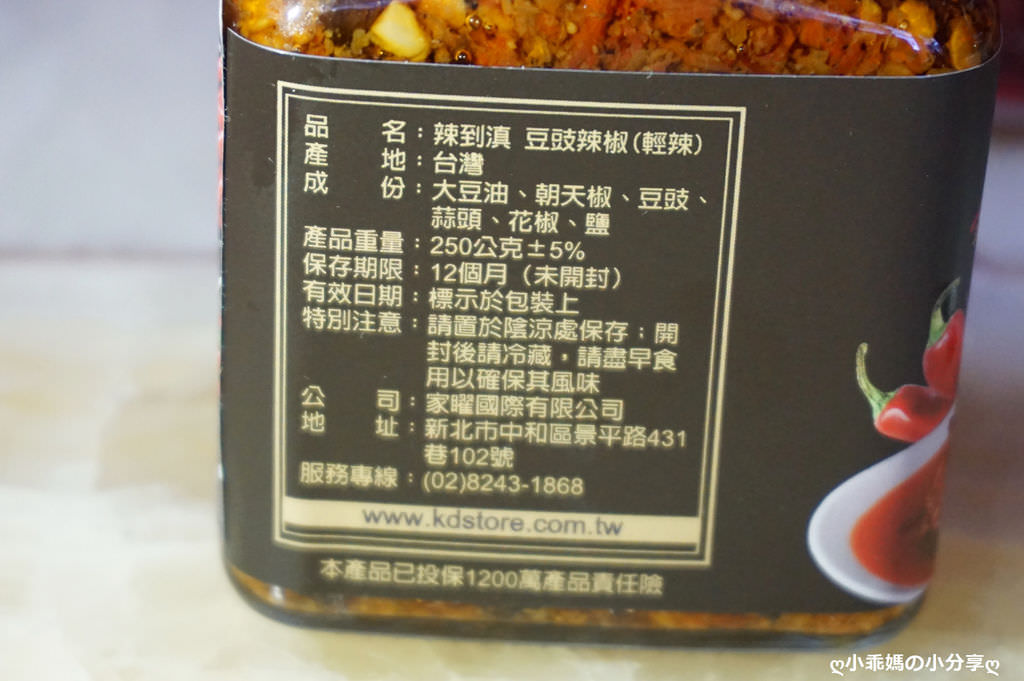 品 名：辣到滇 豆豉辣椒(輕辣)
產 地：台灣
成 份：大豆油、朝天椒、豆豉、
蒜頭、花椒、鹽
產品重量：250公克±5%
保存期限：12個月（未開封）
有效日期：標示於包裝上
特別注意：請置於陰涼處保存；開
封後請冷藏，請盡早食
用以確保其風味
公 司：家曜國際有限公司
地 址：新北市中和區景平路431
巷102號
服務專線：(02)8243-1868
www.kdstore.com.tw
本產品已投保1200萬產品責任險
ღ小乖媽の小分享ღ